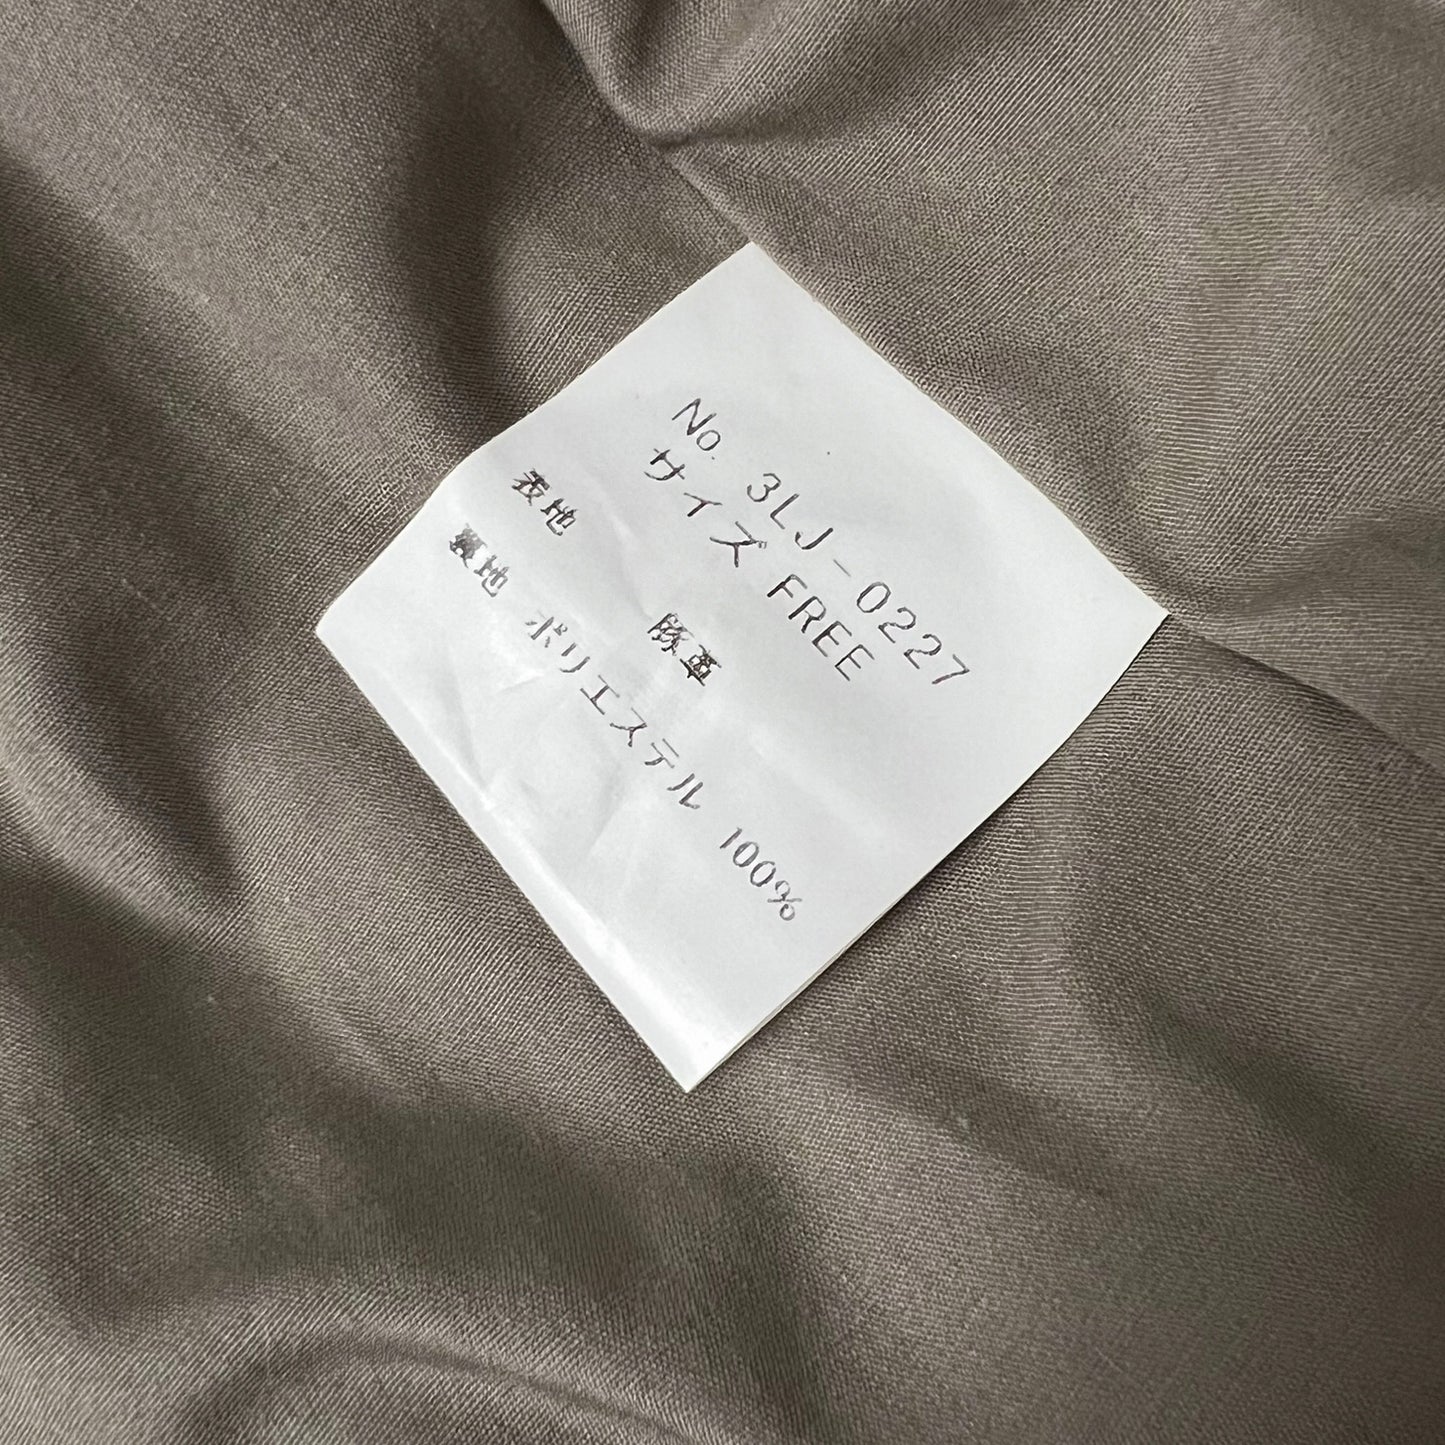 No. 3LJ-0227
サイズ FREE
表地 豚革
裏地 ポリエステル 100%